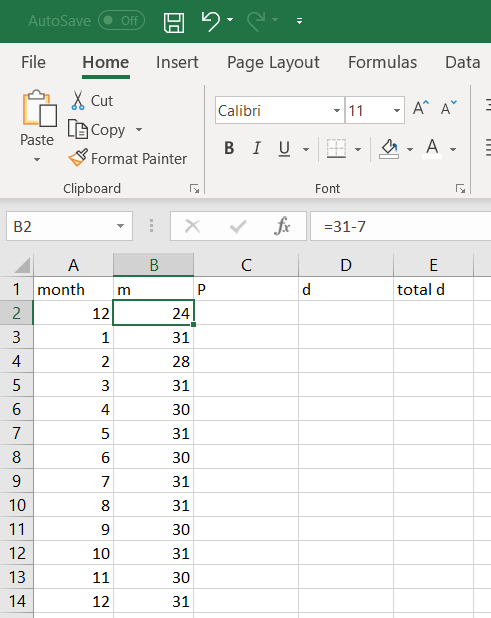 AutoSave Off
File Home Insert Page Layout Formulas Data
Paste
Cut
Copy
Format Painter
Clipboard
Calibri 11 A A
B I U A
Font
B2 fx =31-7
A B C D E
1 month m P d total d
2 12 24
3 1 31
4 2 28
5 3 31
6 4 30
7 5 31
8 6 30
9 7 31
10 8 31
11 9 30
12 10 31
13 11 30
14 12 31